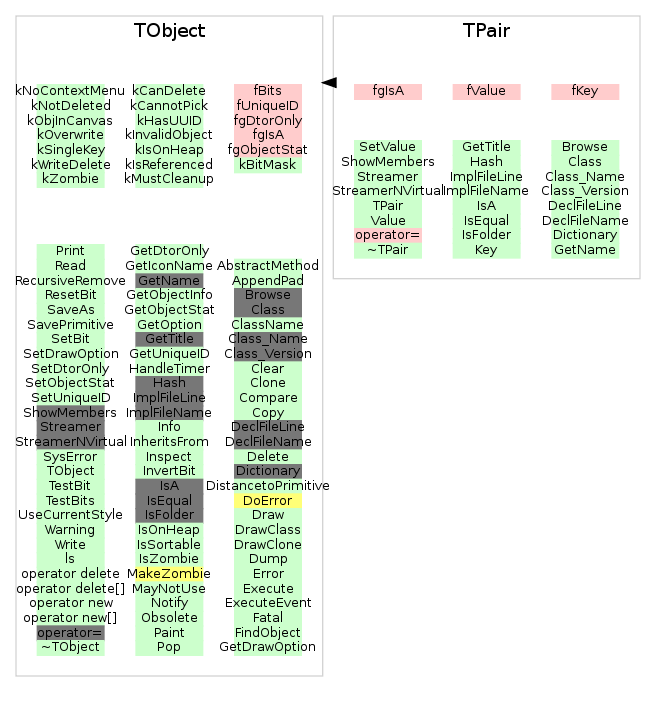 TObject
kNoContextMenu kCanDelete fBits
kNotDeleted kCannotPick fUniqueID
kObjInCanvas kHasUUID fgDtorOnly
kOverwrite kInvalidObject fgIsA
kSingleKey kIsOnHeap fgObjectStat
kWriteDelete kIsReferenced kBitMask
kZombie kMustCleanup
Print GetDtorOnly
Read GetIconName AbstractMethod
RecursiveRemove GetName AppendPad
ResetBit GetObjectInfo Browse
SaveAs GetObjectStat Class
SavePrimitive GetOption ClassName
SetBit GetTitle Class_Name
SetDrawOption GetUniqueID Class_Version
SetDtorOnly HandleTimer Clear
SetObjectStat Hash Clone
SetUniqueID ImplFileLine Compare
ShowMembers ImplFileName Copy
Streamer Info DeclFileLine
StreamerNVirtual InheritsFrom DeclFileName
SysError Inspect Delete
TObject InvertBit Dictionary
TestBit IsA DistancetoPrimitive
TestBits IsEqual DoError
UseCurrentStyle IsFolder Draw
Warning IsOnHeap DrawClass
Write IsSortable DrawClone
ls IsZombie Dump
operator delete MakeZombie Error
operator delete[] MayNotUse Execute
operator new Notify ExecuteEvent
operator new[] Obsolete Fatal
operator= Paint FindObject
~TObject Pop GetDrawOption
TPair
fgIsA fValue fKey
SetValue GetTitle Browse
ShowMembers Hash Class
Streamer ImplFileLine Class_Name
StreamerNVirtual ImplFileName Class_Version
TPair IsA DeclFileLine
Value IsEqual DeclFileName
operator= IsFolder Dictionary
~TPair Key GetName